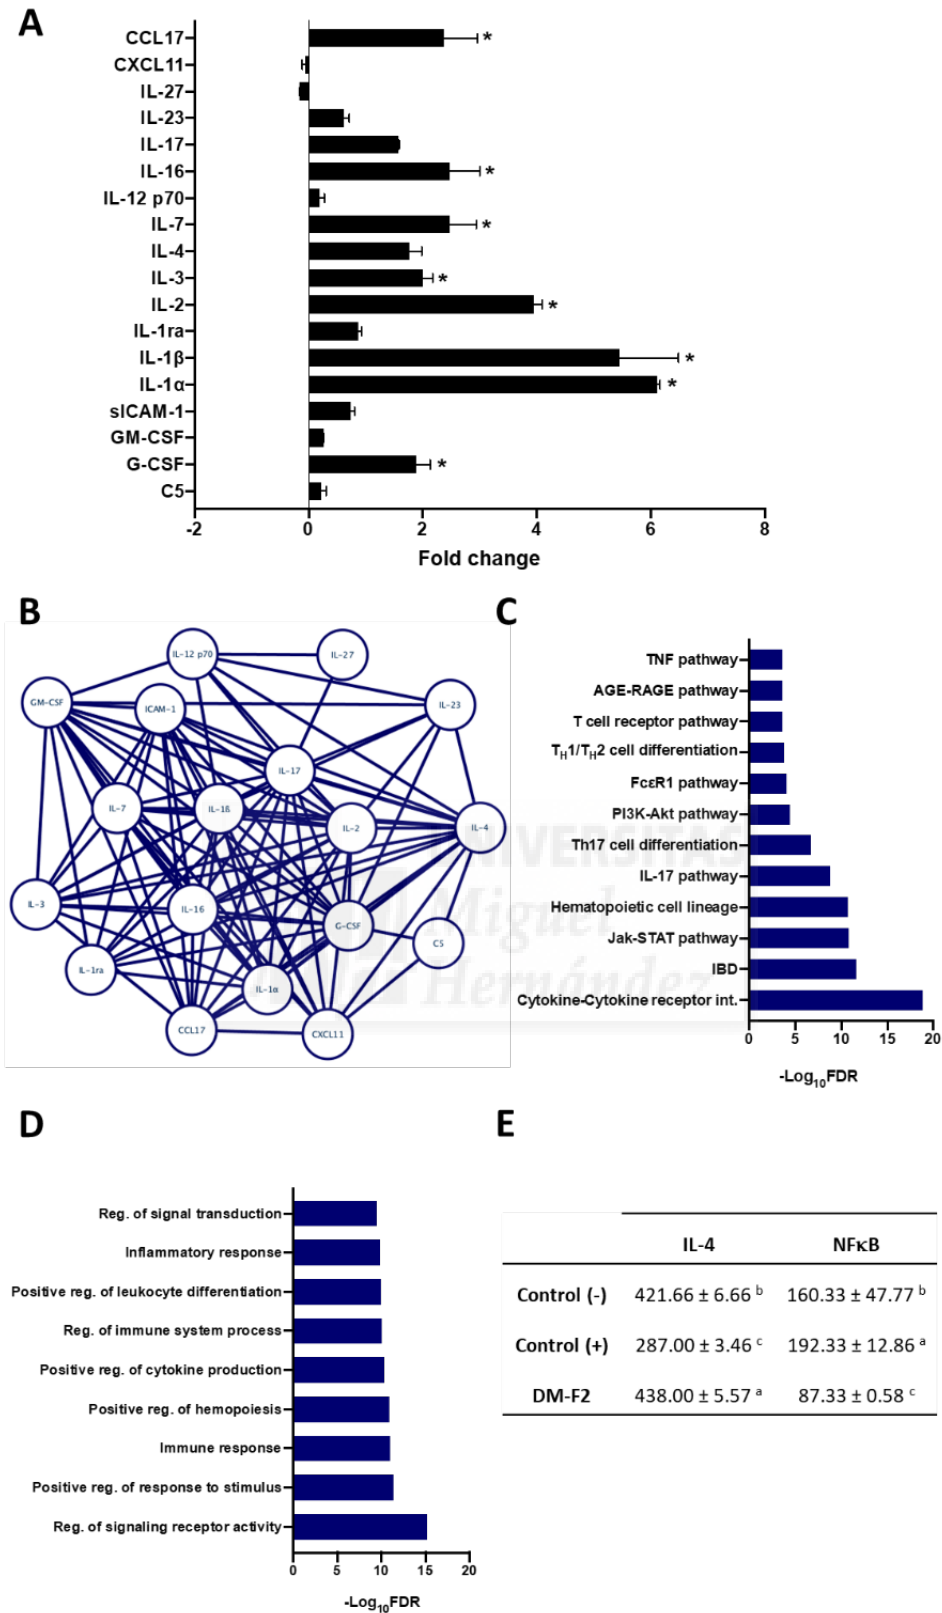 A
CCL17
CXCL11
IL-27
IL-23
IL-17
IL-16
IL-12 p70
IL-7
IL-4
IL-3
IL-2
IL-1ra
IL-1β
IL-1α
sICAM-1
GM-CSF
G-CSF
C5
*
*
*
*
*
*
*
*
-2 0 2 4 6 8
Fold change
B
IL-12 p70
IL-27
GM-CSF
ICAM-1
IL-23
IL-17
IL-7
IL-1ß
IL-2
IL-4
IL-3
IL-16
G-CSF
C5
IL-1ra
IL-1α
CCL17
CXCL11
UNIVERSITAS
Miguel
Hernández
C
TNF pathway
AGE-RAGE pathway
T cell receptor pathway
TH1/TH2 cell differentiation
FcεR1 pathway
PI3K-Akt pathway
Th17 cell differentiation
IL-17 pathway
Hematopoietic cell lineage
Jak-STAT pathway
IBD
Cytokine-Cytokine receptor int.
0 5 10 15 20
-Log10FDR
D
Reg. of signal transduction
Inflammatory response
Positive reg. of leukocyte differentiation
Reg. of immune system process
Positive reg. of cytokine production
Positive reg. of hemopoiesis
Immune response
Positive reg. of response to stimulus
Reg. of signaling receptor activity
0 5 10 15 20
-Log10FDR
E
IL-4 NFκB
Control (-) 421.66 ± 6.66 b 160.33 ± 47.77 b
Control (+) 287.00 ± 3.46 c 192.33 ± 12.86 a
DM-F2 438.00 ± 5.57 a 87.33 ± 0.58 c